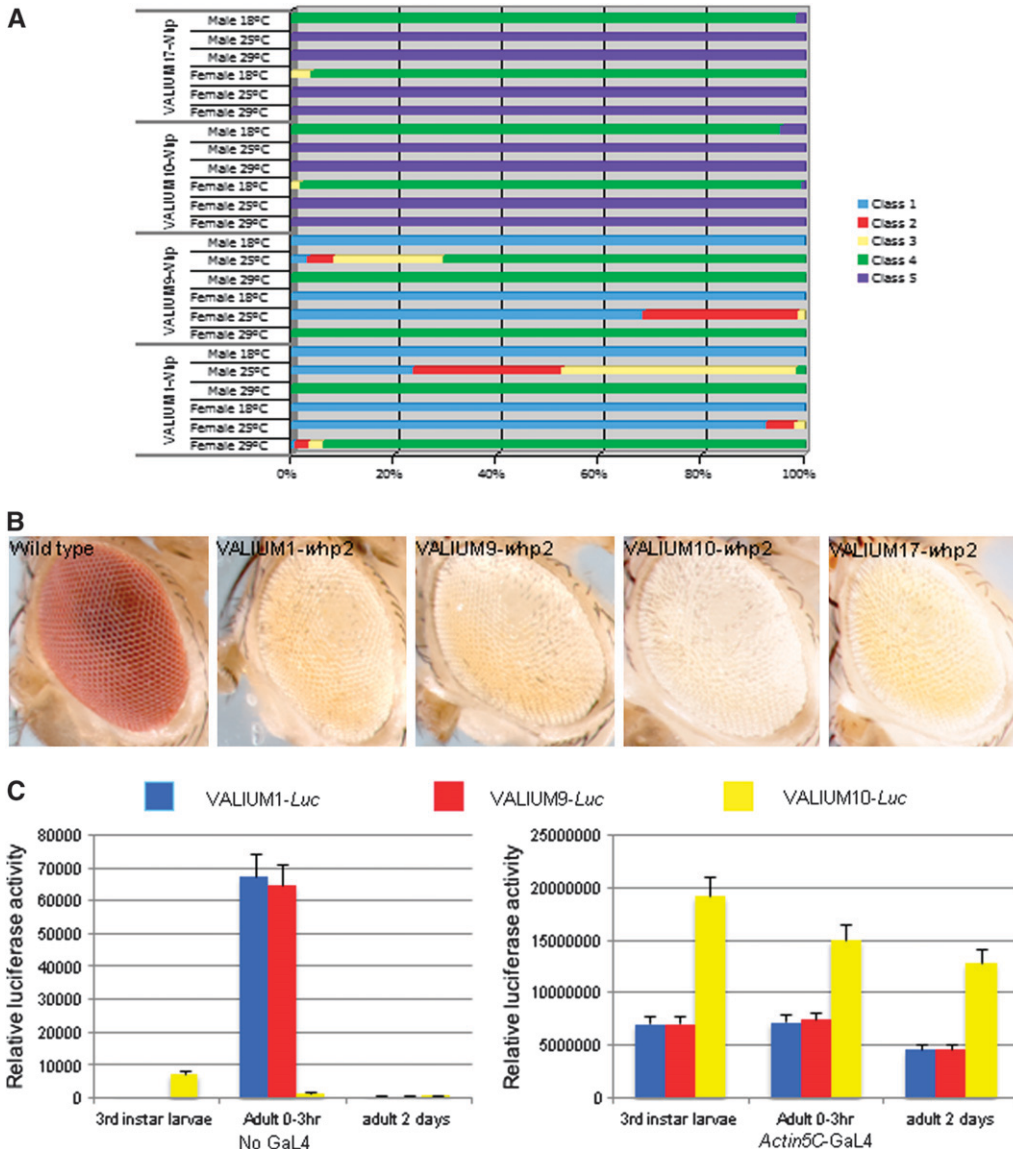 A
VALIUM17-whp
Male 18ºC
Male 25ºC
Male 29ºC
Female 18ºC
Female 25ºC
Female 29ºC
VALIUM10-whp
Male 18ºC
Male 25ºC
Male 29ºC
Female 18ºC
Female 25ºC
Female 29ºC
VALIUM9-whp
Male 18ºC
Male 25ºC
Male 29ºC
Female 18ºC
Female 25ºC
Female 29ºC
VALIUM1-whp
Male 18ºC
Male 25ºC
Male 29ºC
Female 18ºC
Female 25ºC
Female 29ºC
0% 20% 40% 60% 80% 100%
Class 1
Class 2
Class 3
Class 4
Class 5
B
Wild type
VALIUM1-whp2
VALIUM9-whp2
VALIUM10-whp2
VALIUM17-whp2
C
VALIUM1-Luc
VALIUM9-Luc
VALIUM10-Luc
Relative luciferase activity
80000
70000
60000
50000
40000
30000
20000
10000
0
3rd instar larvae
Adult 0-3hr
adult 2 days
No GaL4
Relative luciferase activity
25000000
20000000
15000000
10000000
5000000
0
3rd instar larvae
Adult 0-3hr
adult 2 days
Actin5C-GaL4